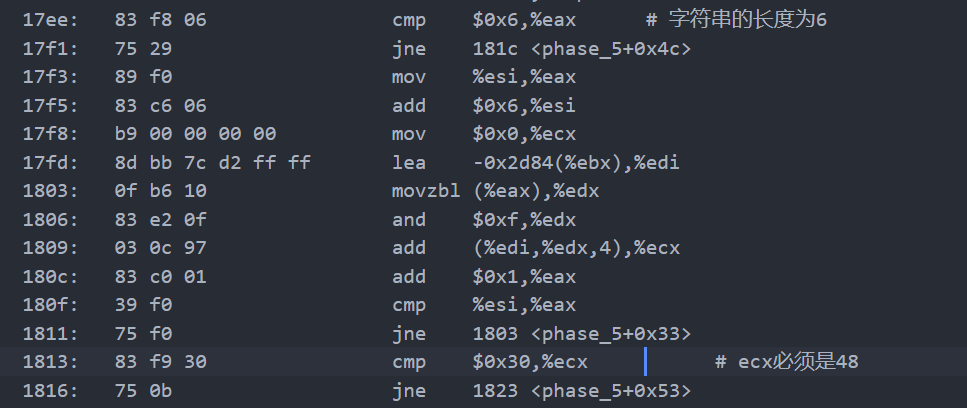 17ee: 83 f8 06 cmp $0x6,%eax # 字符串的长度为6
17f1: 75 29 jne 181c <phase_5+0x4c>
17f3: 89 f0 mov %esi,%eax
17f5: 83 c6 06 add $0x6,%esi
17f8: b9 00 00 00 00 mov $0x0,%ecx
17fd: 8d bb 7c d2 ff ff lea -0x2d84(%ebx),%edi
1803: 0f b6 10 movzbl (%eax),%edx
1806: 83 e2 0f and $0xf,%edx
1809: 03 0c 97 add (%edi,%edx,4),%ecx
180c: 83 c0 01 add $0x1,%eax
180f: 39 f0 cmp %esi,%eax
1811: 75 f0 jne 1803 <phase_5+0x33>
1813: 83 f9 30 cmp $0x30,%ecx # ecx必须是48
1816: 75 0b jne 1823 <phase_5+0x53>